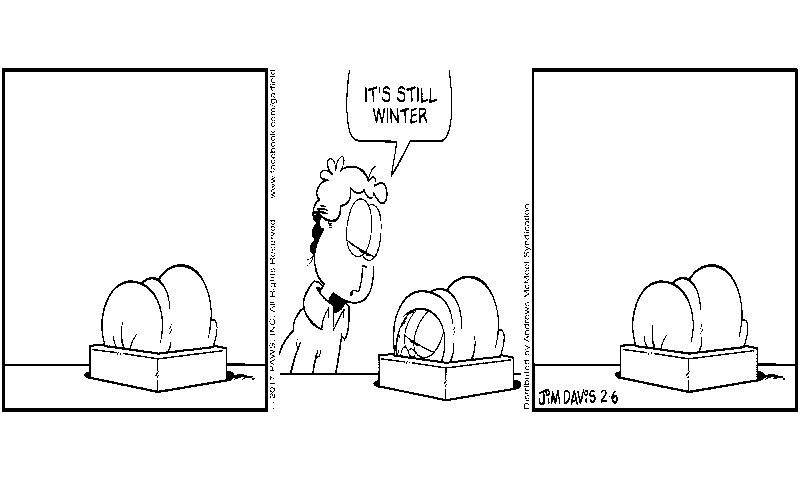 www.facebook.com/garfield
2017 PAWS, INC. All Rights Reserved.
IT'S STILL
WINTER
Distributed by Andrews McMeel Syndication
JIM DAVIS 2-6